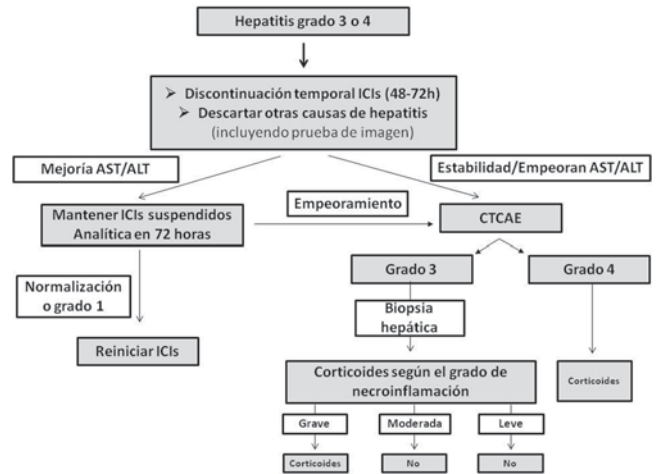 Hepatitis grado 3 o 4
➢ Discontinuación temporal ICIs (48-72h)
➢ Descartar otras causas de hepatitis
(incluyendo prueba de imagen)
Mejoría AST/ALT
Estabilidad/Empeoran AST/ALT
Mantener ICIs suspendidos
Analítica en 72 horas
Empeoramiento
CTCAE
Normalización
o grado 1
Grado 3
Grado 4
Biopsia
hepática
Reiniciar ICIs
Corticoides según el grado de
necroinflamación
Corticoides
Grave
Moderada
Leve
Corticoides
No
No